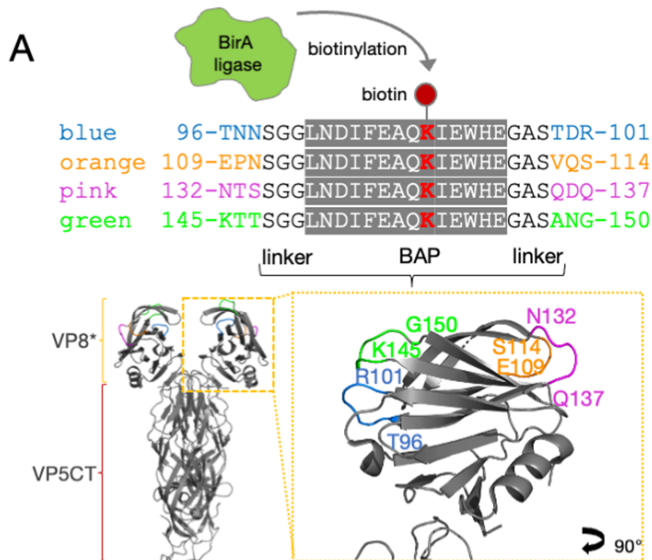 A
BirA
ligase
biotinylation
biotin
blue 96-TNNSGGLNDIFEAQKIEWHEGASTDR-101
orange 109-EPNSGGLNDIFEAQKIEWHEGASVQS-114
pink 132-NTSSGGLNDIFEAQKIEWHEGASQDQ-137
green 145-KTTSGGLNDIFEAQKIEWHEGASANG-150
linker BAP linker
VP8*
VP5CT
G150
N132
K145
S114
E109
R101
Q137
T96
90°